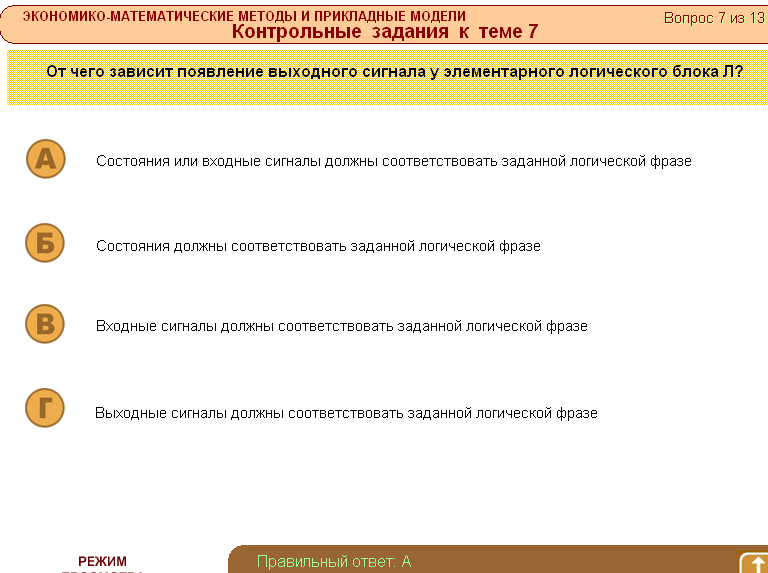 ЭКОНОМИКО-МАТЕМАТИЧЕСКИЕ МЕТОДЫ И ПРИКЛАДНЫЕ МОДЕЛИ
Вопрос 7 из 13
Контрольные задания к теме 7
От чего зависит появление выходного сигнала у элементарного логического блока Л?
А Состояния или входные сигналы должны соответствовать заданной логической фразе
Б Состояния должны соответствовать заданной логической фразе
В Входные сигналы должны соответствовать заданной логической фразе
Г Выходные сигналы должны соответствовать заданной логической фразе
РЕЖИМ
Правильный ответ: А